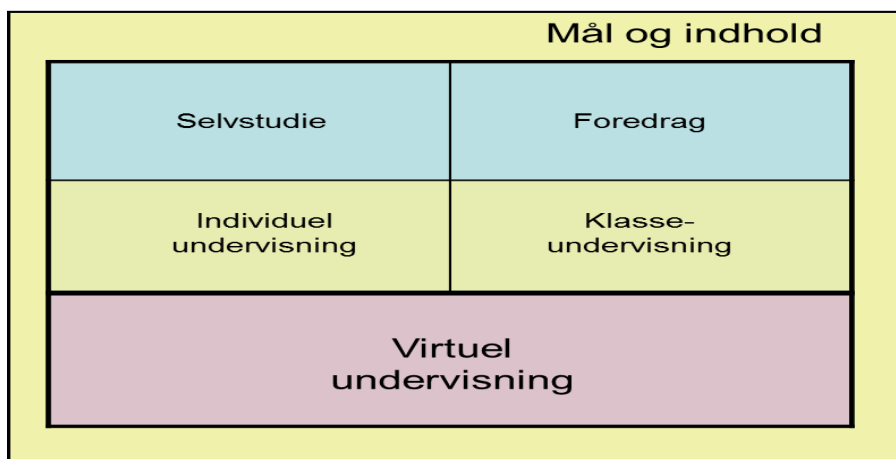 Mål og indhold
Selvstudie
Foredrag
Individuel
undervisning
Klasse-
undervisning
Virtuel
undervisning